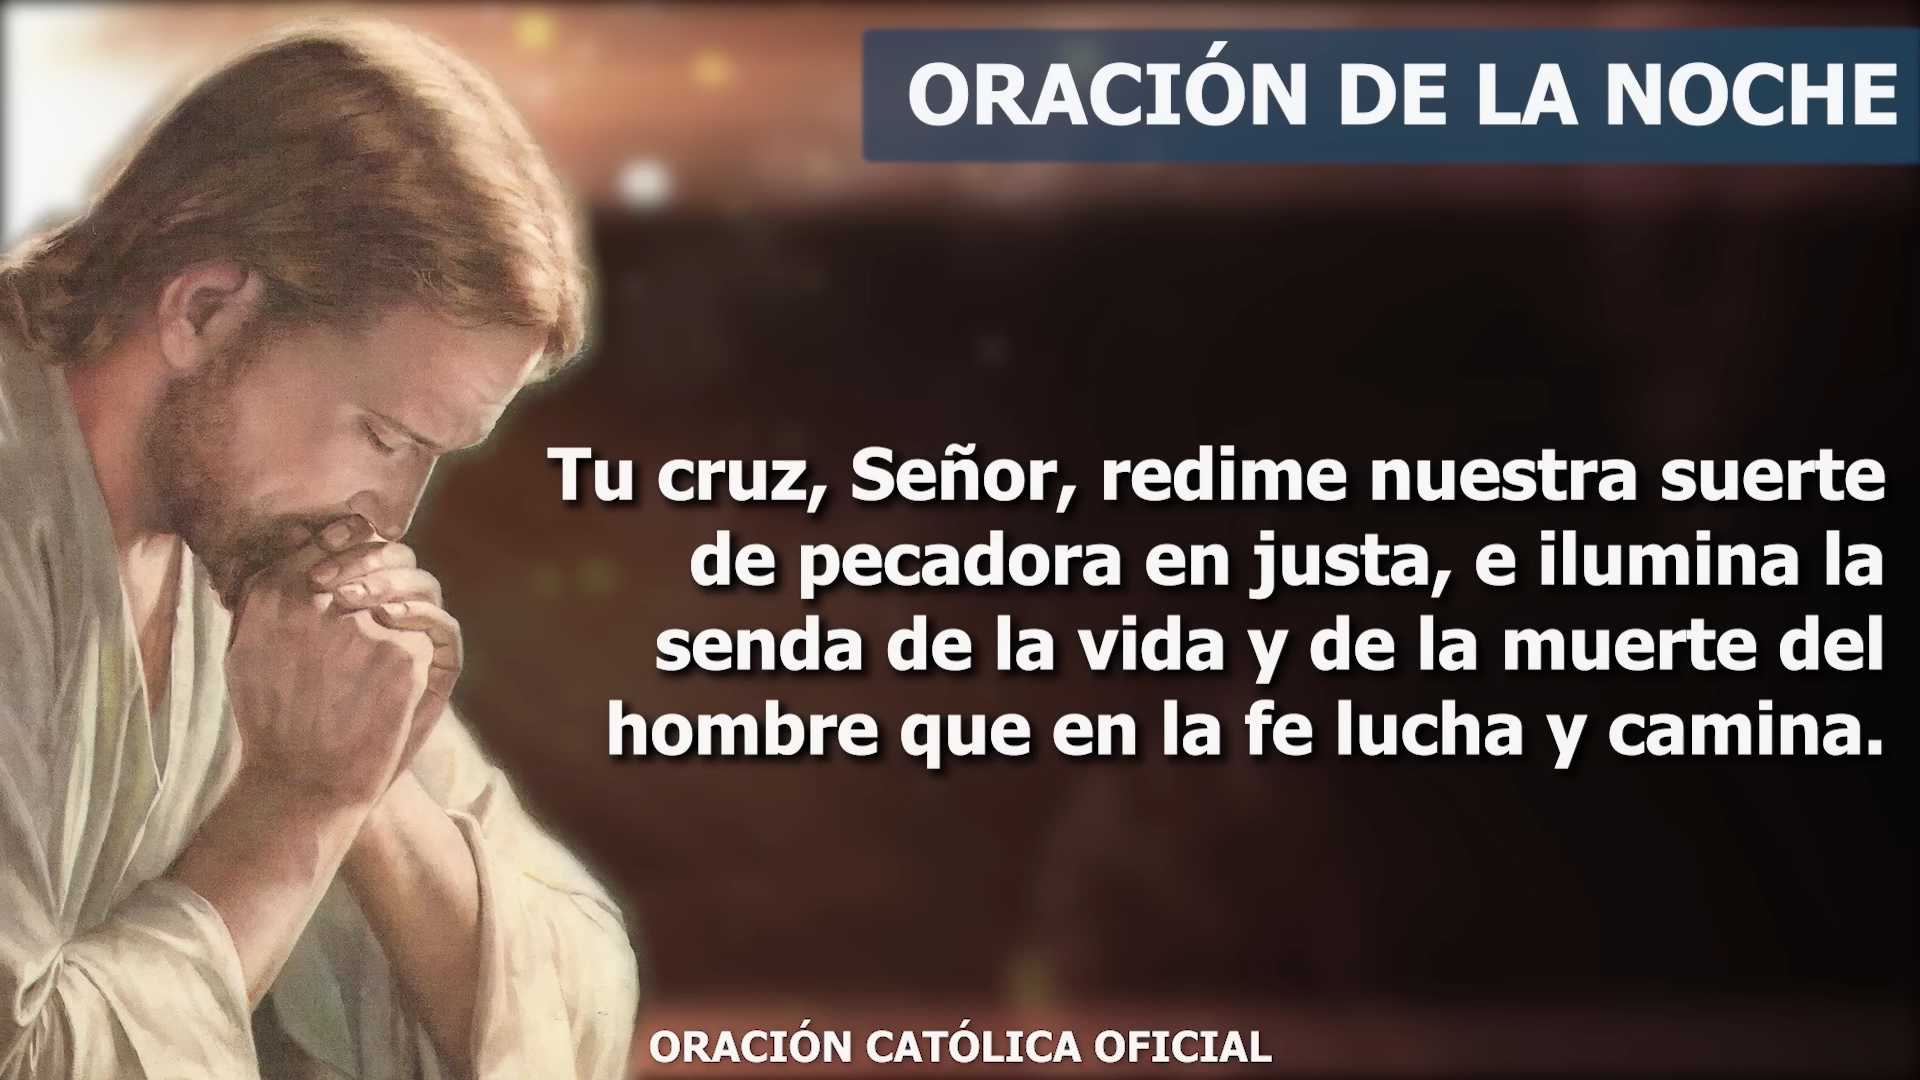 ORACIÓN DE LA NOCHE
Tu cruz, Señor, redime nuestra suerte
de pecadora en justa, e ilumina la
senda de la vida y de la muerte del
hombre que en la fe lucha y camina.
ORACIÓN CATÓLICA OFICIAL